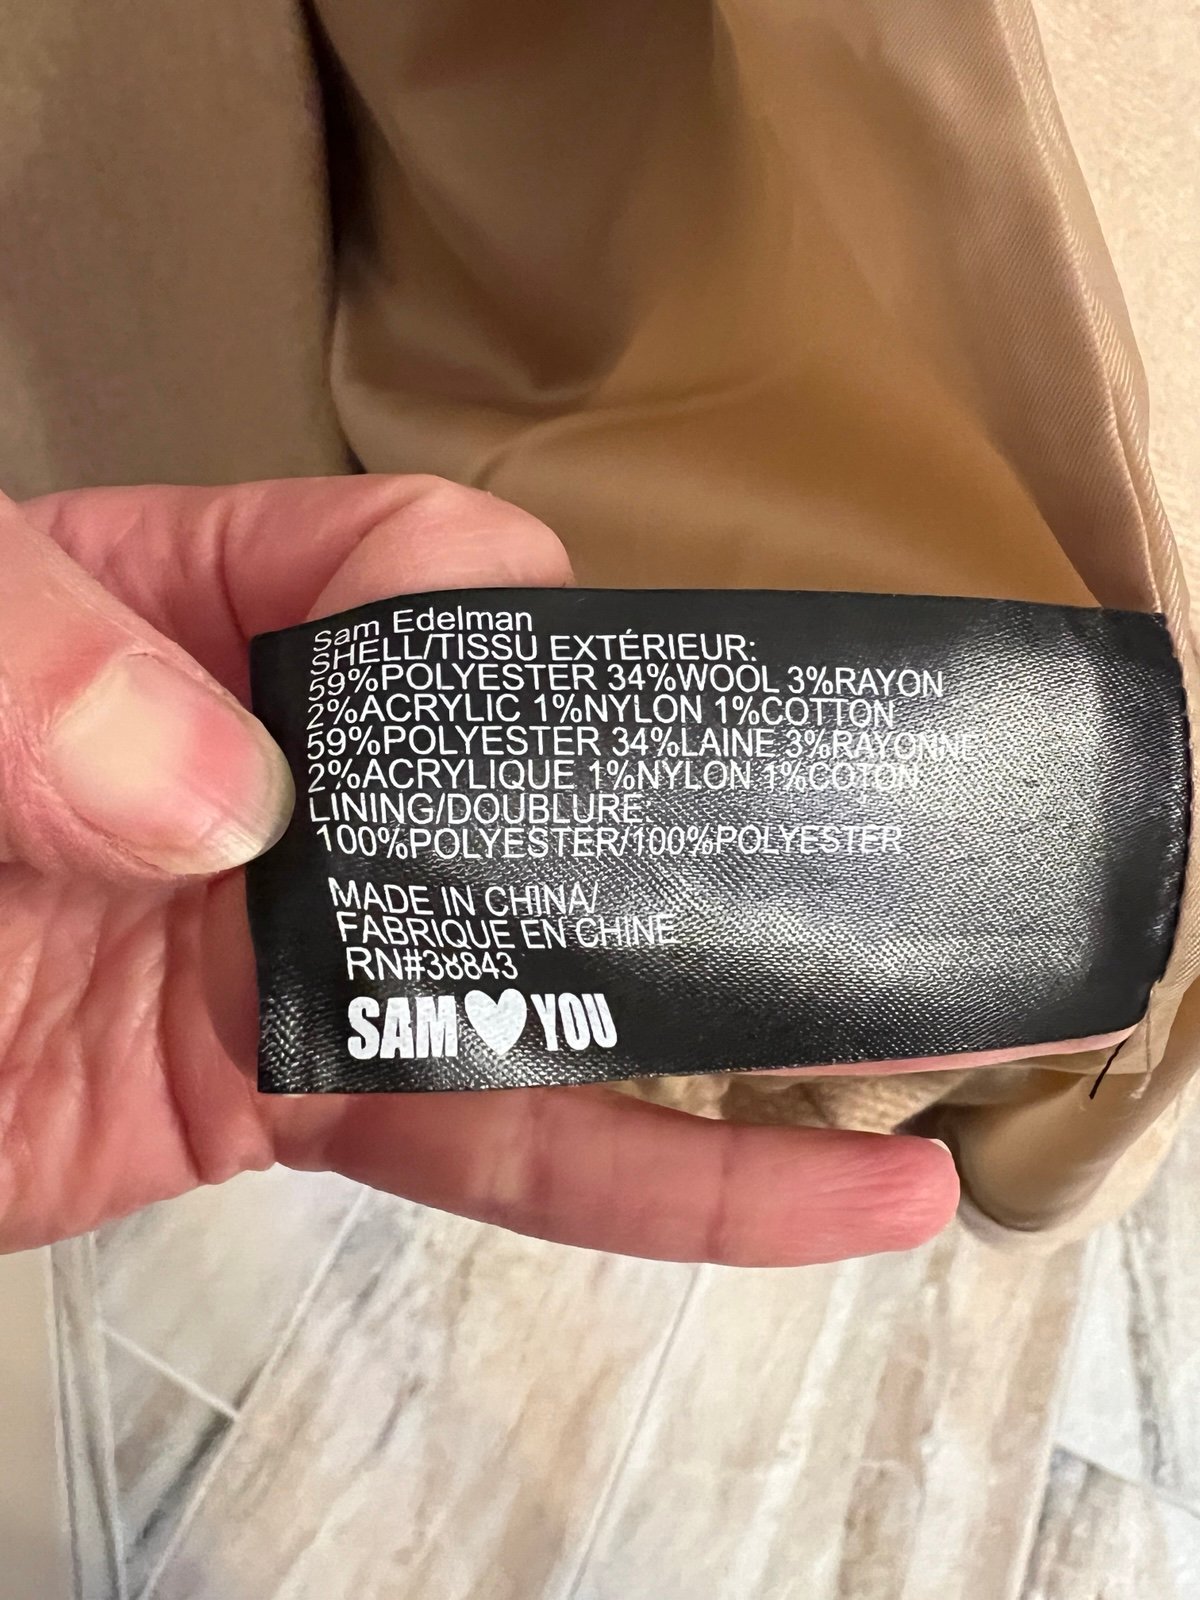 Sam Edelman
SHELL/TISSU EXTÉRIEUR:
59%POLYESTER 34%WOOL 3%RAYON
2%ACRYLIC 1%NYLON 1%COTTON
59%POLYESTER 34%LAINE 3%RAYONNE
2%ACRYLIQUE 1%NYLON 1%COTON
LINING/DOUBLURE:
100%POLYESTER/100%POLYESTER
MADE IN CHINA/
FABRIQUE EN CHINE
RN#38843
SAM ♥ YOU